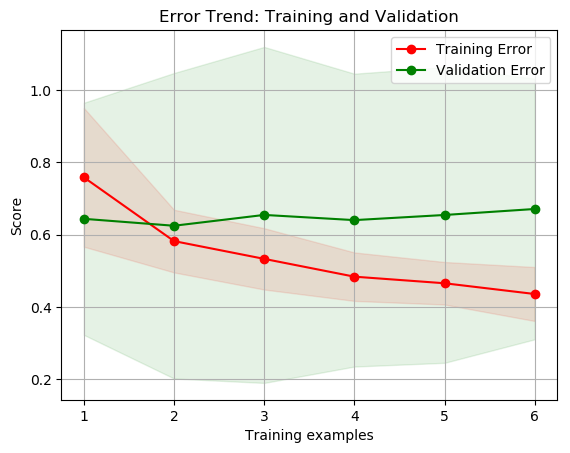 Error Trend: Training and Validation
Training Error
Validation Error
Score
1.0
0.8
0.6
0.4
0.2
1 2 3 4 5 6
Training examples